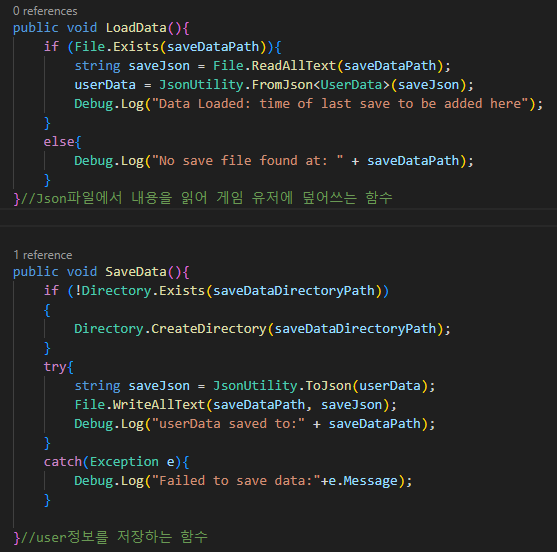 0 references
public void LoadData(){
if (File.Exists(saveDataPath)){
string saveJson = File.ReadAllText(saveDataPath);
userData = JsonUtility.FromJson<UserData>(saveJson);
Debug.Log("Data Loaded: time of last save to be added here");
}
else{
Debug.Log("No save file found at: " + saveDataPath);
}
}//Json파일에서 내용을 읽어 게임 유저에 덮어쓰는 함수
1 reference
public void SaveData(){
if (!Directory.Exists(saveDataDirectoryPath))
{
Directory.CreateDirectory(saveDataDirectoryPath);
}
try{
string saveJson = JsonUtility.ToJson(userData);
File.WriteAllText(saveDataPath, saveJson);
Debug.Log("userData saved to:" + saveDataPath);
}
catch(Exception e){
Debug.Log("Failed to save data:"+e.Message);
}
}//user정보를 저장하는 함수